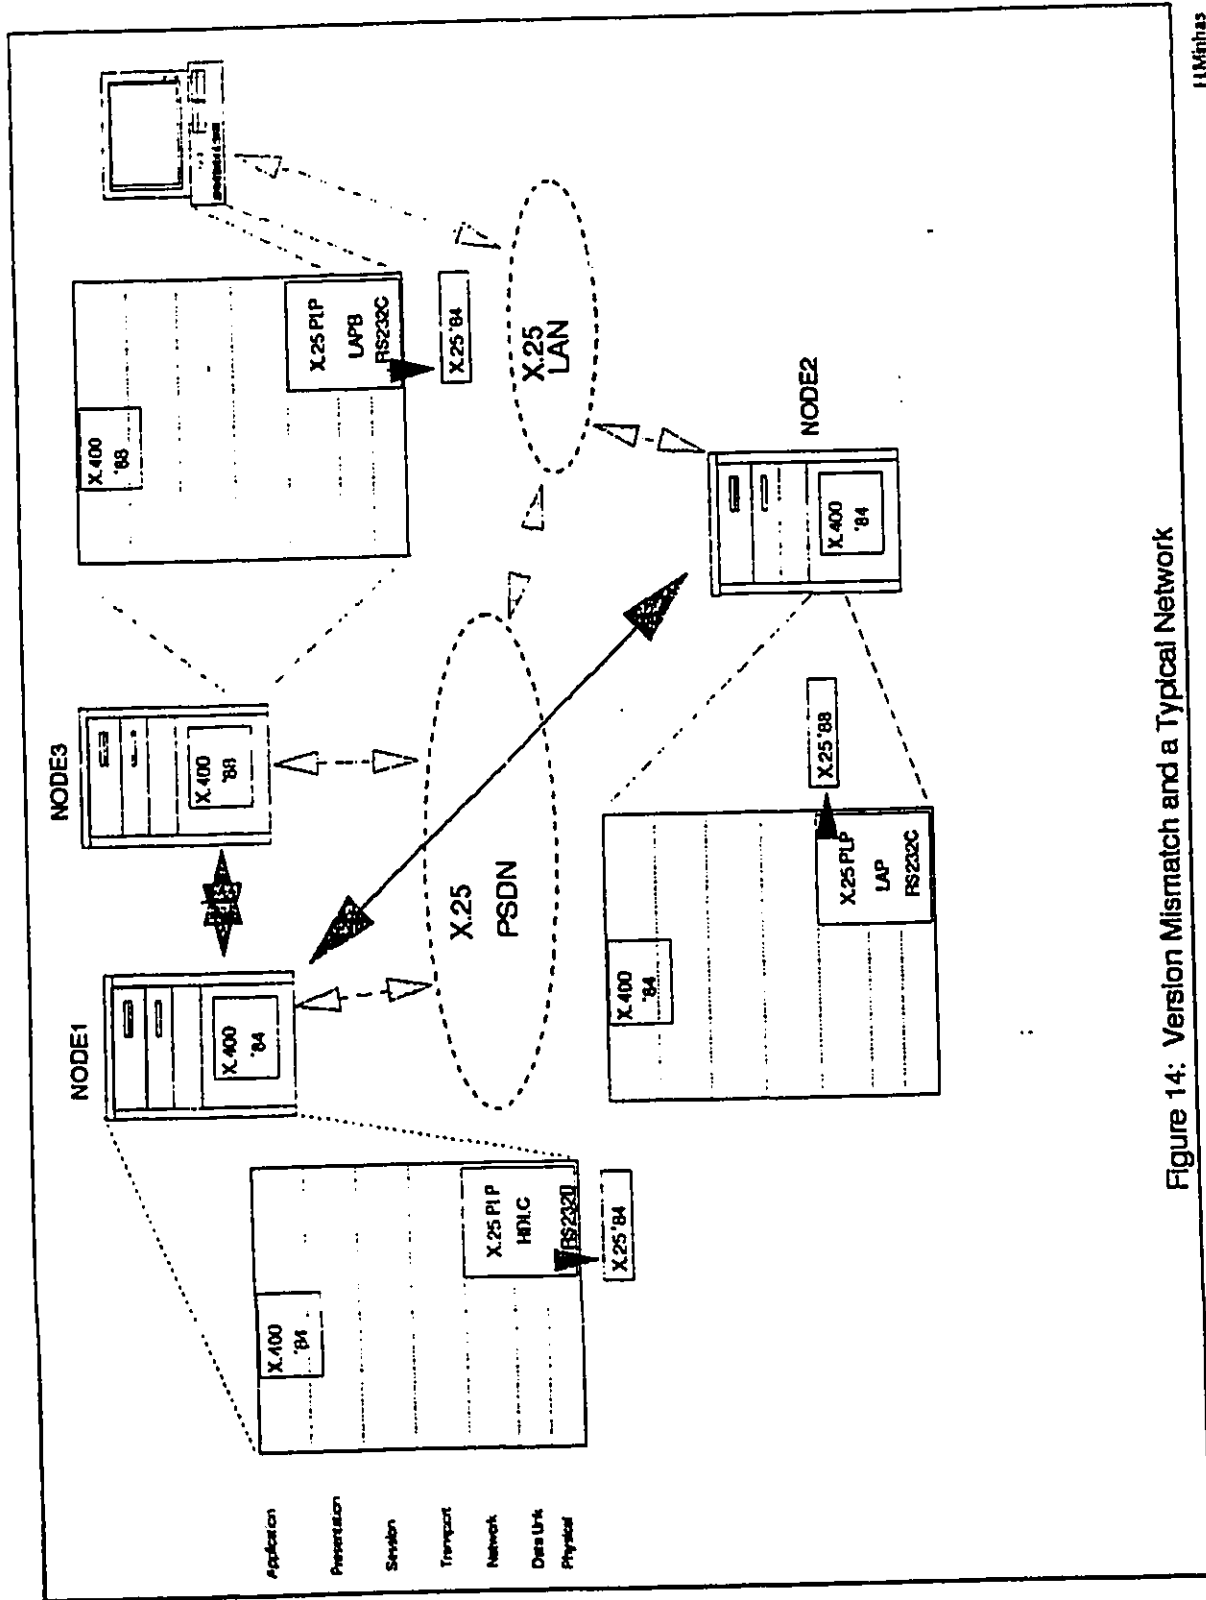 NODE1
NODE3
X.400
'84
X.400
'88
X.400
'88
X.25 PLP
LAPB
RS232C
X.25 '84
Application
Presentation
Session
Transport
Network
Data Link
Physical
X.400
'84
X.25 PLP
HDLC
RS232D
X.25 '84
X.25
PSDN
X.25
LAN
X.400
'84
X.25 PLP
LAP
RS232C
X.25 '88
X.400
'84
NODE2
Figure 14: Version Mismatch and a Typical Network
H.Minhas